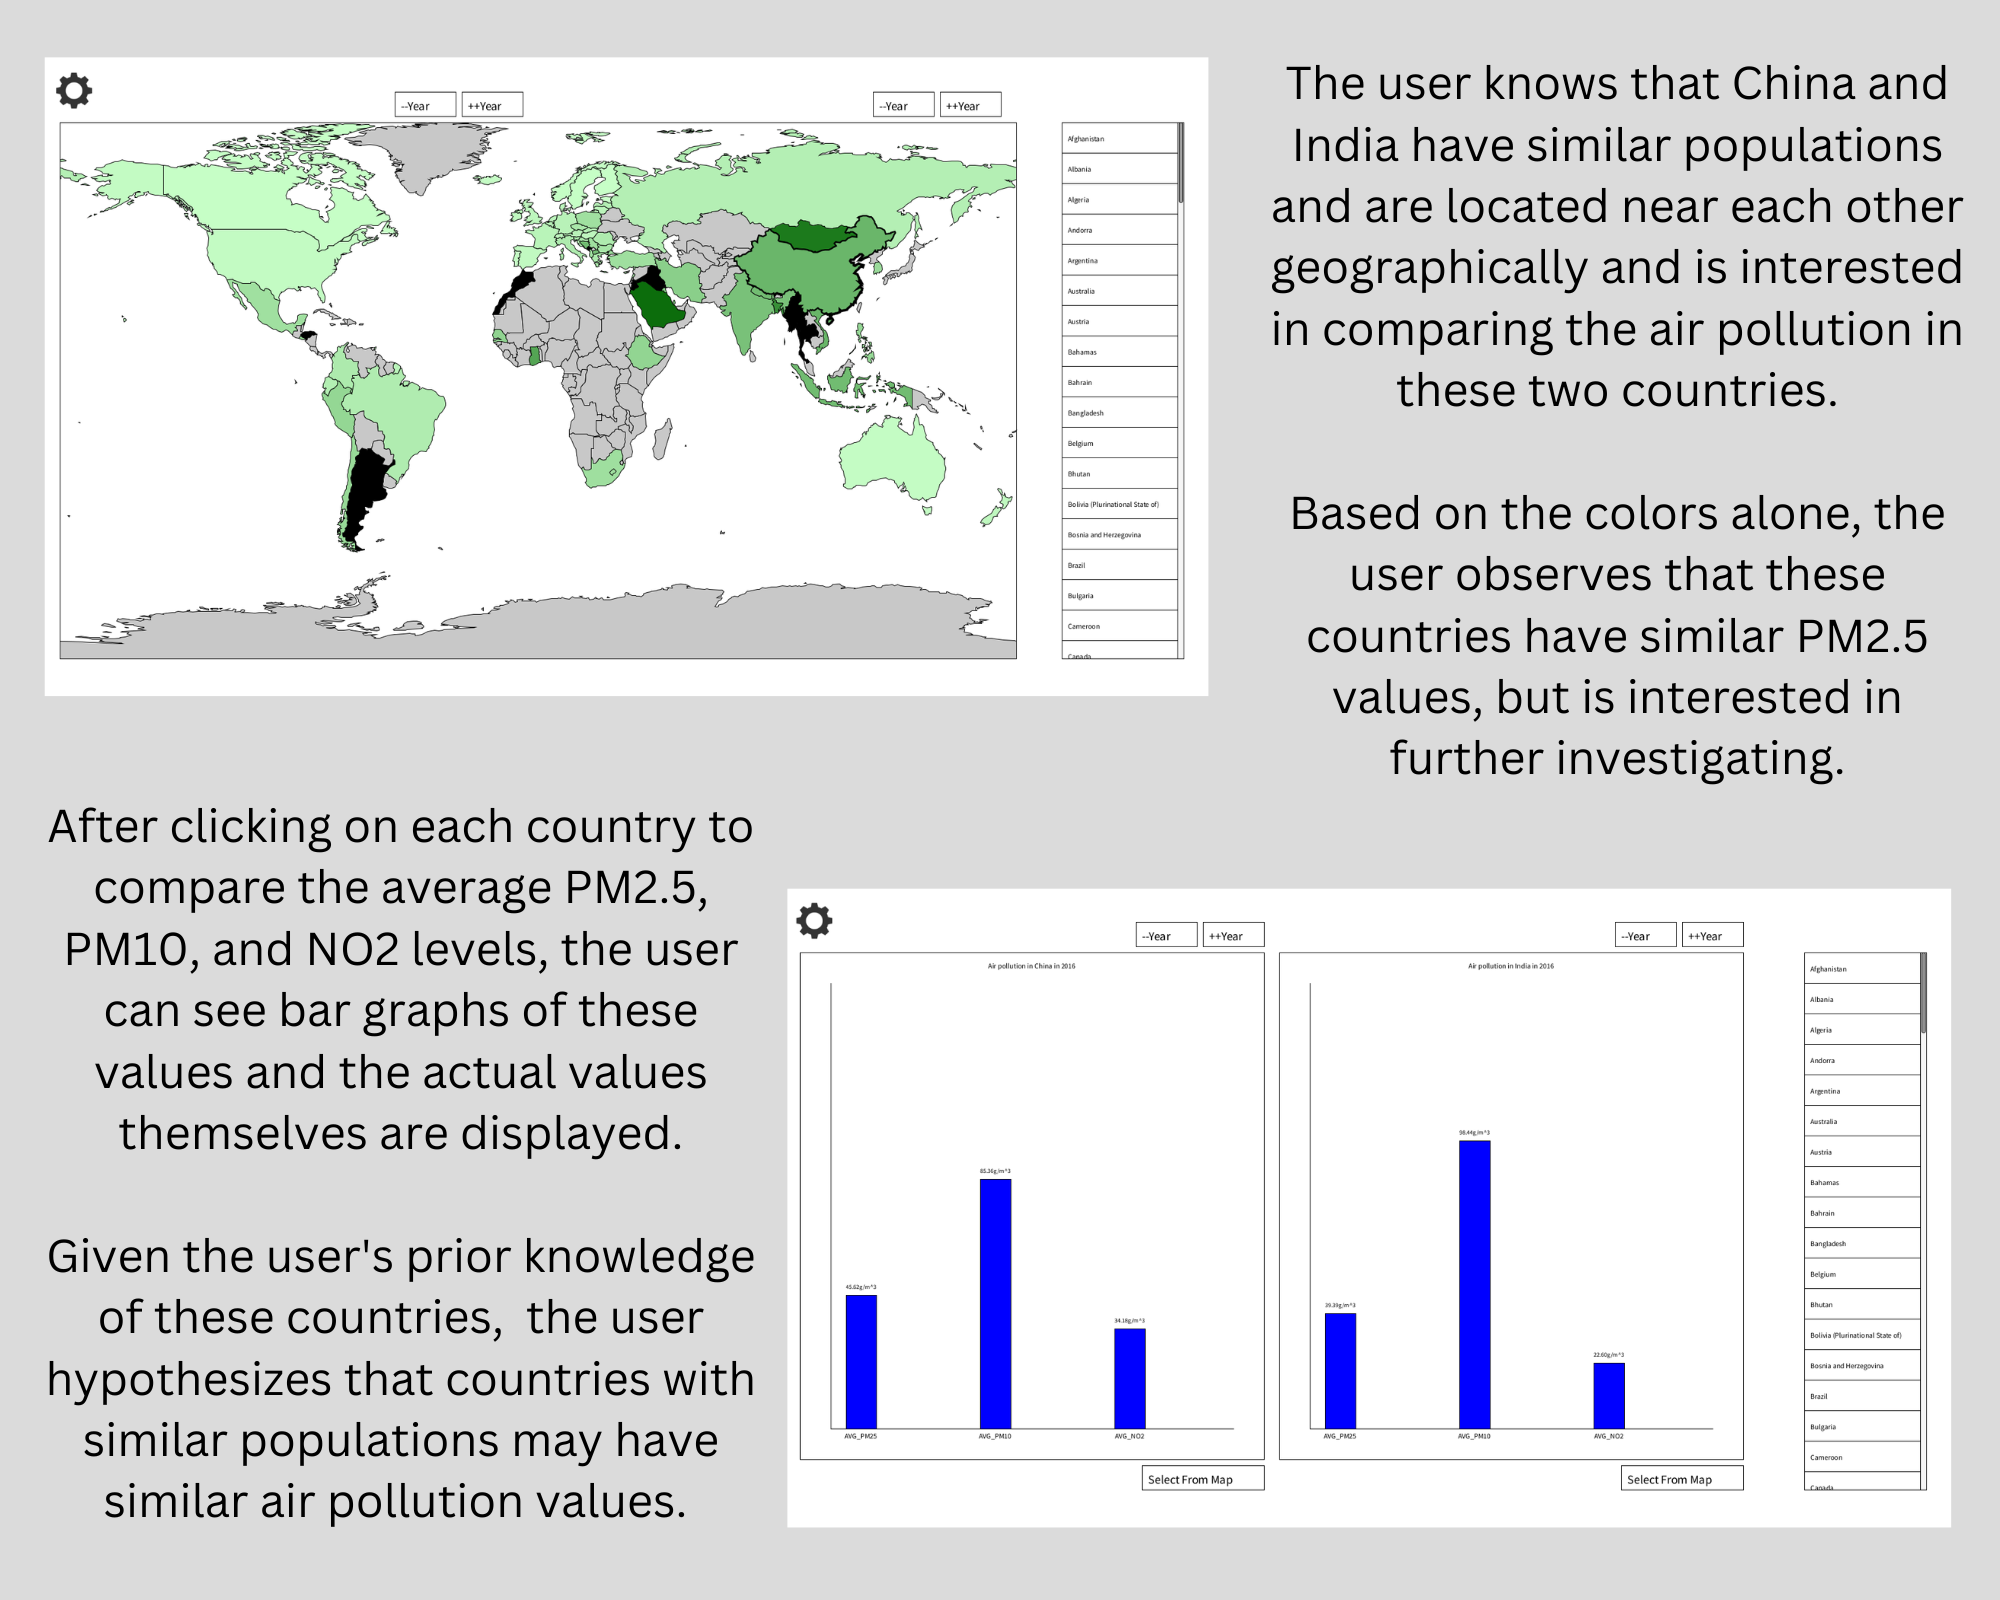 --Year
++Year
--Year
++Year
Afghanistan
Albania
Algeria
Andorra
Argentina
Australia
Austria
Bahamas
Bahrain
Bangladesh
Belgium
Bhutan
Bolivia (Plurinational State of)
Bosnia and Herzegovina
Brazil
Bulgaria
Cameroon
Canada
The user knows that China and
India have similar populations
and are located near each other
geographically and is interested
in comparing the air pollution in
these two countries.
Based on the colors alone, the
user observes that these
countries have similar PM2.5
values, but is interested in
further investigating.
After clicking on each country to
compare the average PM2.5,
PM10, and NO2 levels, the user
can see bar graphs of these
values and the actual values
themselves are displayed.
Given the user's prior knowledge
of these countries,  the user
hypothesizes that countries with
similar populations may have
similar air pollution values.
--Year
++Year
--Year
++Year
Air pollution in China in 2016
85.36g/m^3
45.62g/m^3
34.18g/m^3
AVG_PM25
AVG_PM10
AVG_NO2
Select From Map
Air pollution in India in 2016
98.44g/m^3
39.39g/m^3
22.60g/m^3
AVG_PM25
AVG_PM10
AVG_NO2
Select From Map
Afghanistan
Albania
Algeria
Andorra
Argentina
Australia
Austria
Bahamas
Bahrain
Bangladesh
Belgium
Bhutan
Bolivia (Plurinational State of)
Bosnia and Herzegovina
Brazil
Bulgaria
Cameroon
Canada